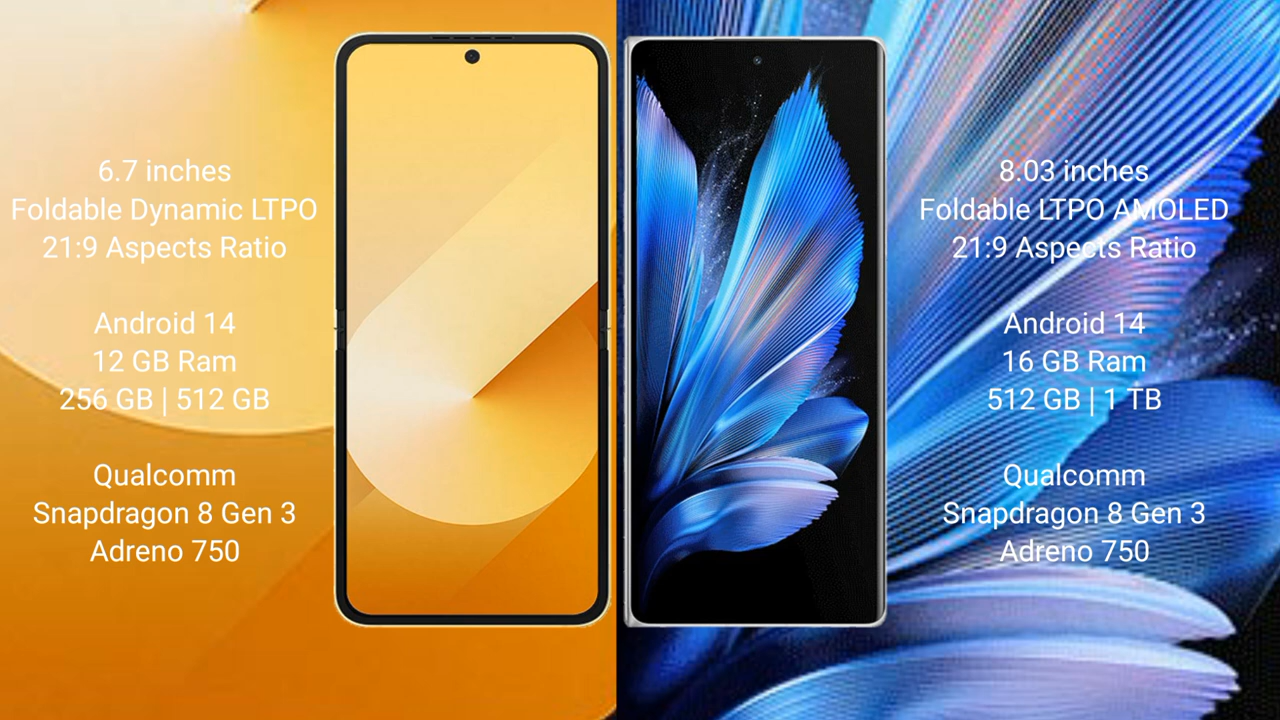 6.7 inches
Foldable Dynamic LTPO
21:9 Aspects Ratio
Android 14
12 GB Ram
256 GB | 512 GB
Qualcomm
Snapdragon 8 Gen 3
Adreno 750
8.03 inches
Foldable LTPO AMOLED
21:9 Aspects Ratio
Android 14
16 GB Ram
512 GB | 1 TB
Qualcomm
Snapdragon 8 Gen 3
Adreno 750